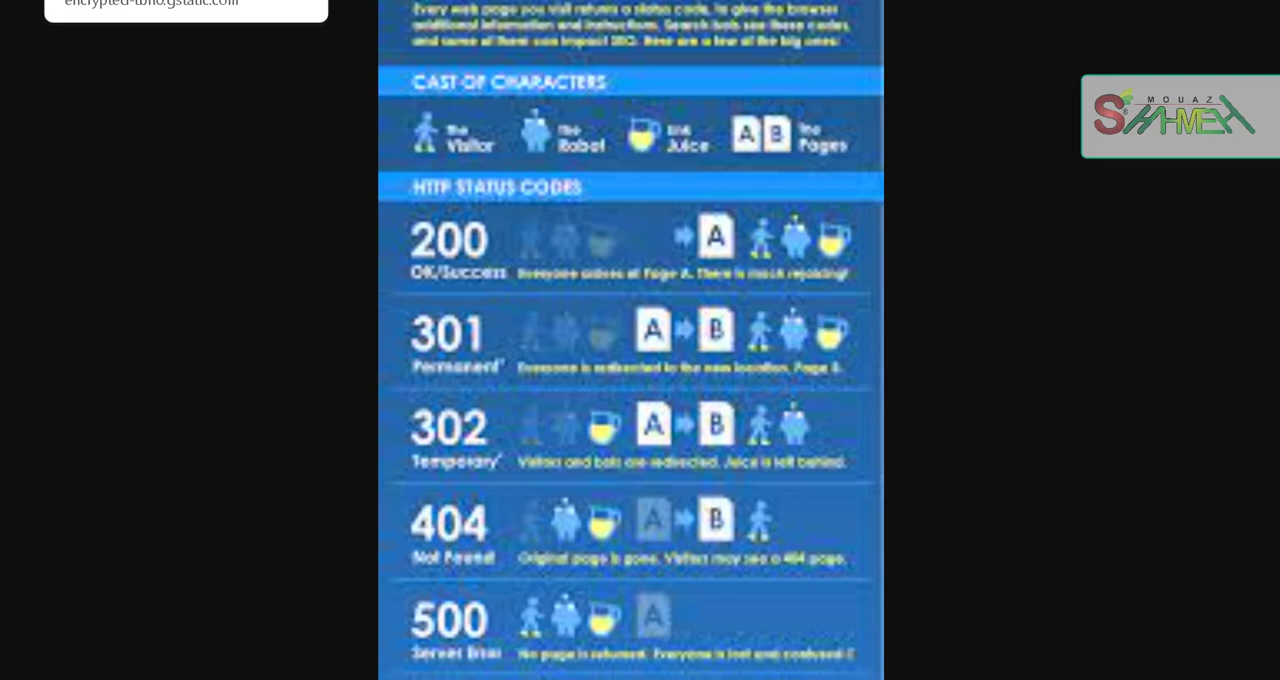 encrypted-tbn0.gstatic.com
Every web page you visit returns a status code, to give the browser
additional information and instructions. Search bots see these codes,
and some of them can impact SEO. Here are a few of the big ones:
CAST OF CHARACTERS
the Visitor
the Robot
link Juice
A B the Pages
HTTP STATUS CODES
200 A
OK/Success Everyone arrives at Page A. There is much rejoicing!
301 A B
Permanent* Everyone is redirected to the new location, Page B.
302 A B
Temporary* Visitors and bots are redirected. Juice is left behind.
404 A B
Not Found Original page is gone. Visitors may see a 404 page.
500 A
Server Error No page is returned. Everyone is lost and confused :(
MOUAZ
SHAHMEH